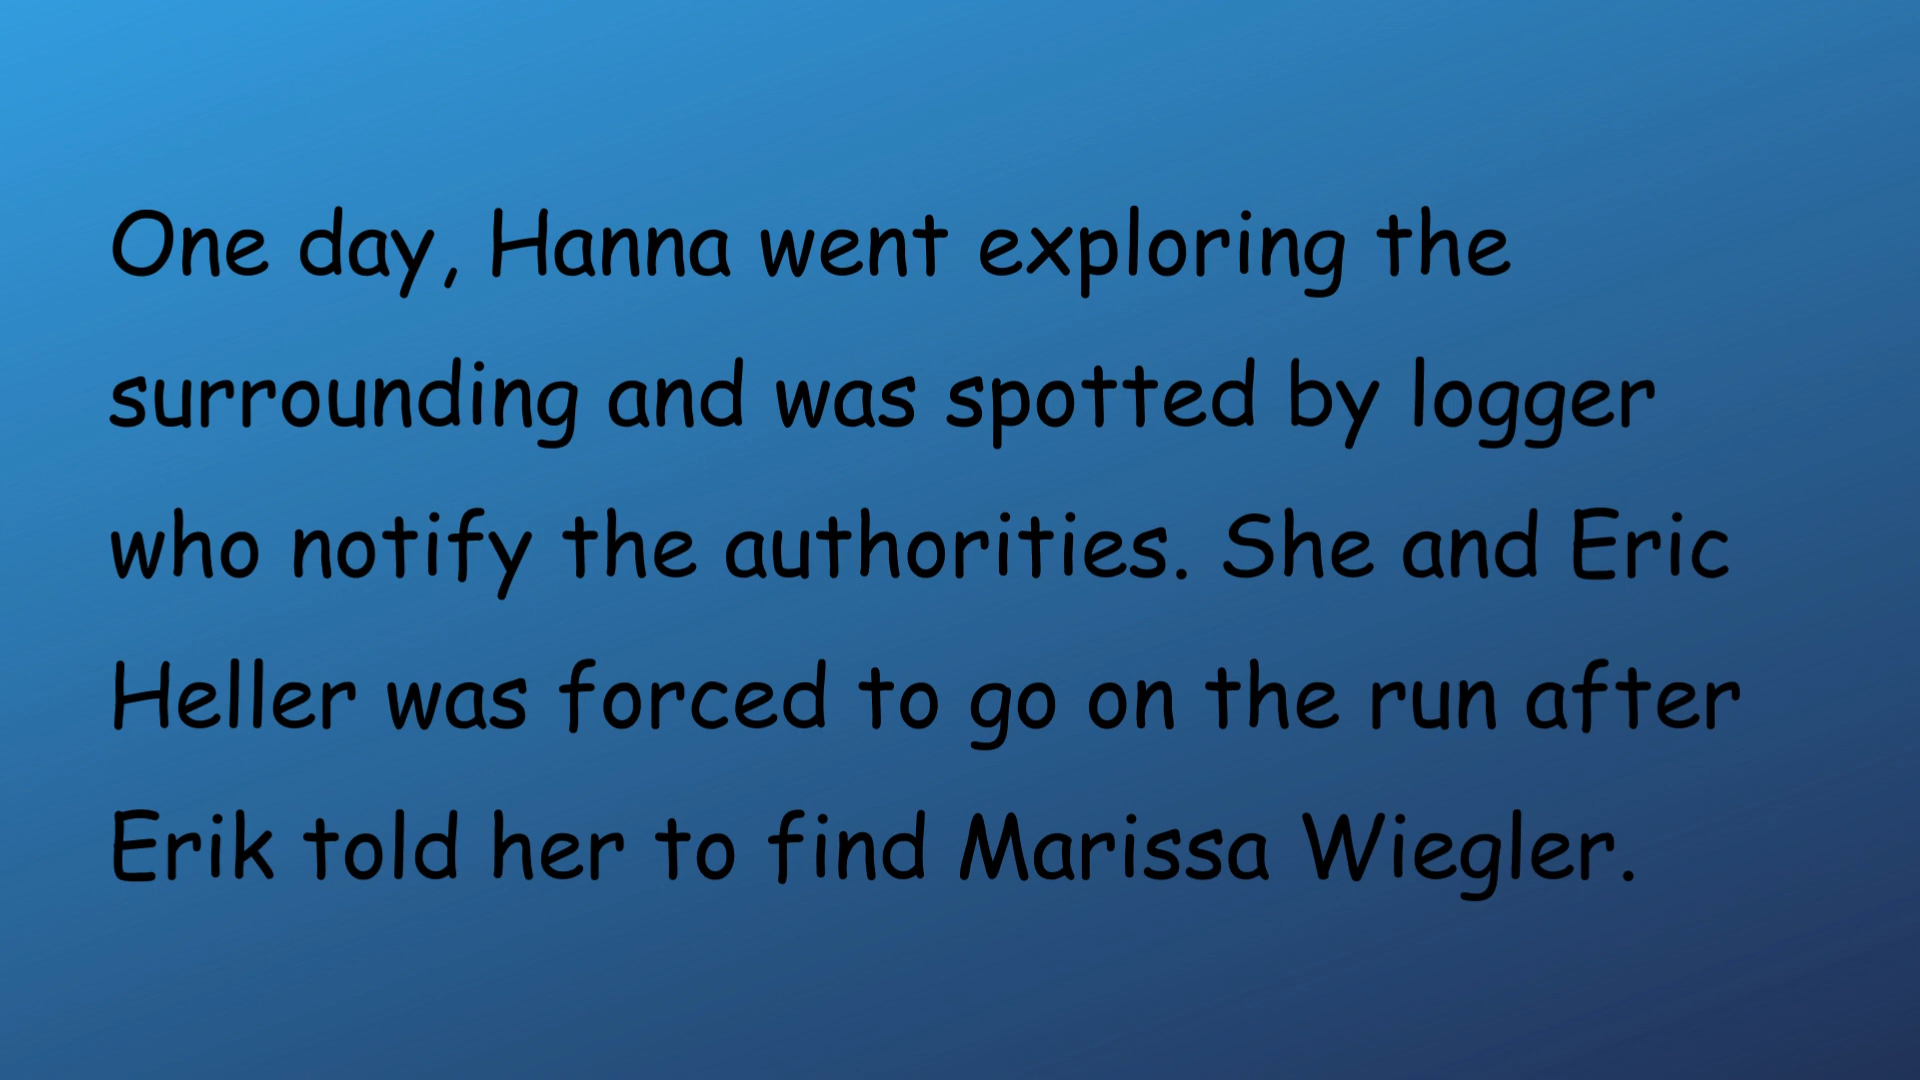 One day, Hanna went exploring the
surrounding and was spotted by logger
who notify the authorities. She and Eric
Heller was forced to go on the run after
Erik told her to find Marissa Wiegler.